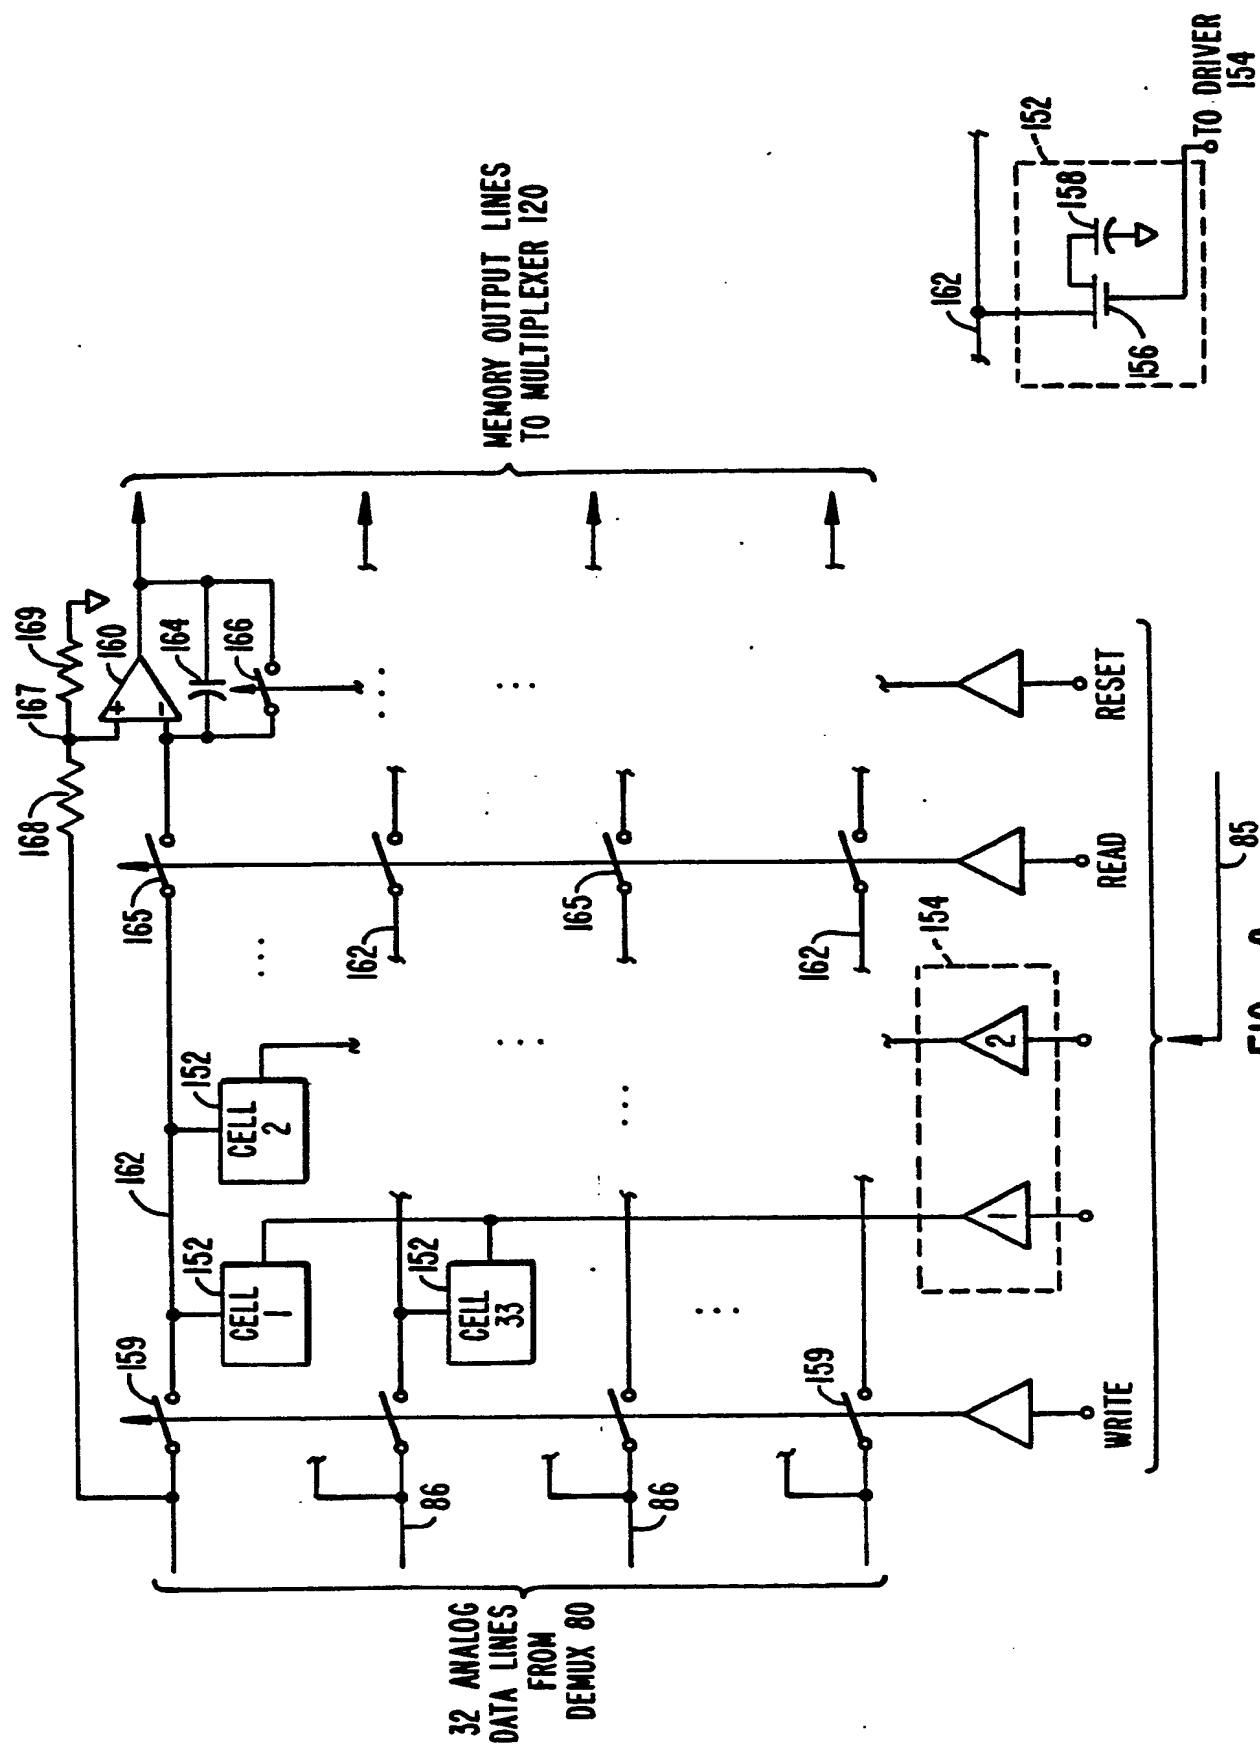 168
167
169
160
164
166
165
159
162
152
CELL
1
152
CELL
2
152
CELL
33
162
165
162
86
86
159
32 ANALOG
DATA LINES
FROM
DEMUX 80
MEMORY OUTPUT LINES
TO MULTIPLEXER 120
1
2
154
WRITE
READ
RESET
85
162
152
158
156
TO DRIVER
154